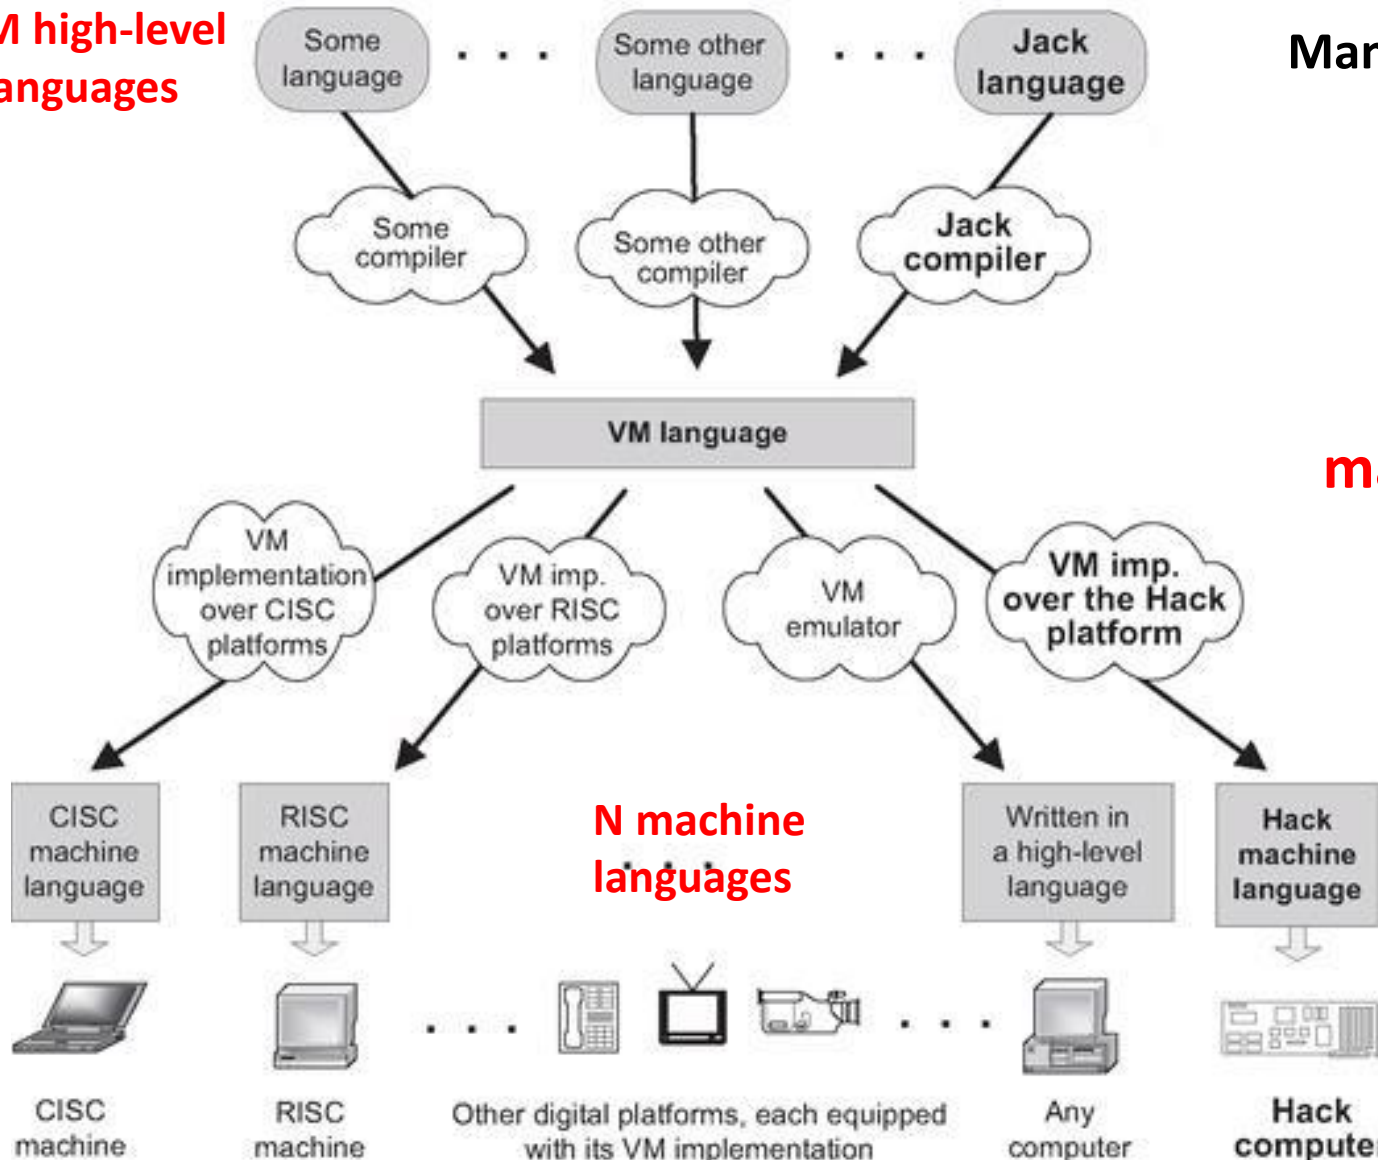 M high-level
anguages
Some
language
. . .
Some other
language
. . .
Jack
language
Man
Some
compiler
Some other
compiler
Jack
compiler
VM language
ma
VM
implementation
over CISC
platforms
VM imp.
over RISC
platforms
VM
emulator
VM imp.
over the Hack
platform
CISC
machine
language
RISC
machine
language
N machine
languages
Written in
a high-level
language
Hack
machine
language
. . .
. . .
CISC
machine
RISC
machine
Other digital platforms, each equipped
with its VM implementation
Any
computer
Hack
computer